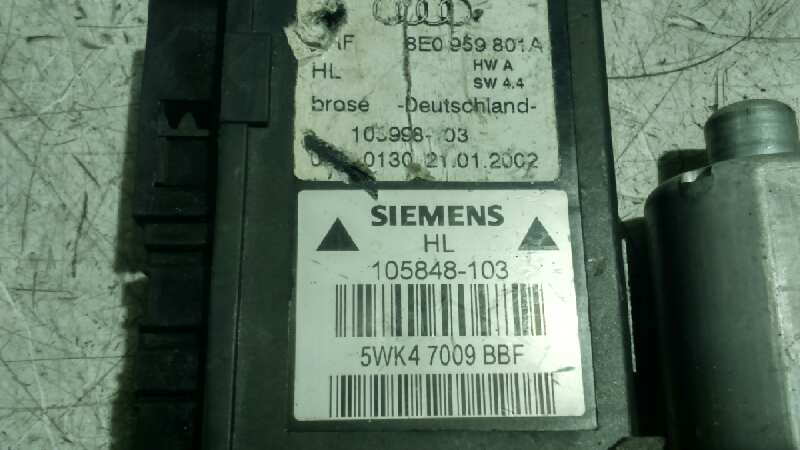 8E0 959 801A
HL
HW A
SW 4.4
brose -Deutschland-
03
0130 21.01.2002
SIEMENS
HL
105848-103
5WK4 7009 BBF